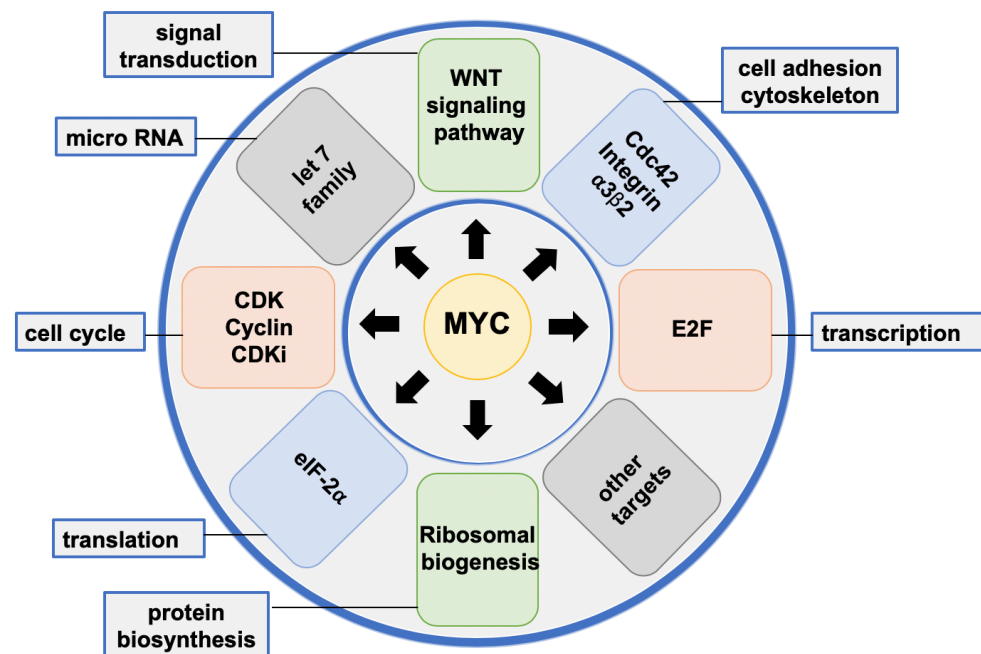 signal
transduction
WNT
signaling
pathway
cell adhesion
cytoskeleton
micro RNA
let 7
family
Cdc42
Integrin
α3β2
CDK
Cyclin
CDKi
cell cycle
MYC
E2F
transcription
eIF-2α
translation
other
targets
Ribosomal
biogenesis
protein
biosynthesis